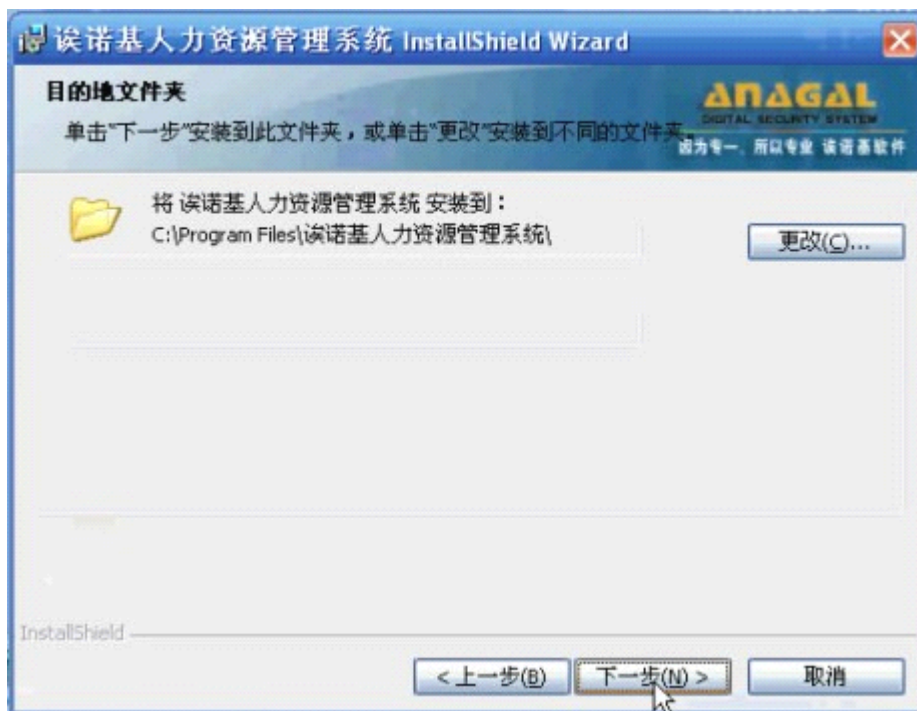 诶诺基人力资源管理系统 InstallShield Wizard
目的地文件夹
单击“下一步”安装到此文件夹，或单击“更改”安装到不同的文件夹。
ANAGAL
DIGITAL SECURITY SYSTEM
因为专一、所以专业 诶诺基软件
将 诶诺基人力资源管理系统 安装到：
C:\Program Files\诶诺基人力资源管理系统\
更改(C)...
InstallShield
< 上一步(B)
下一步(N) >
取消